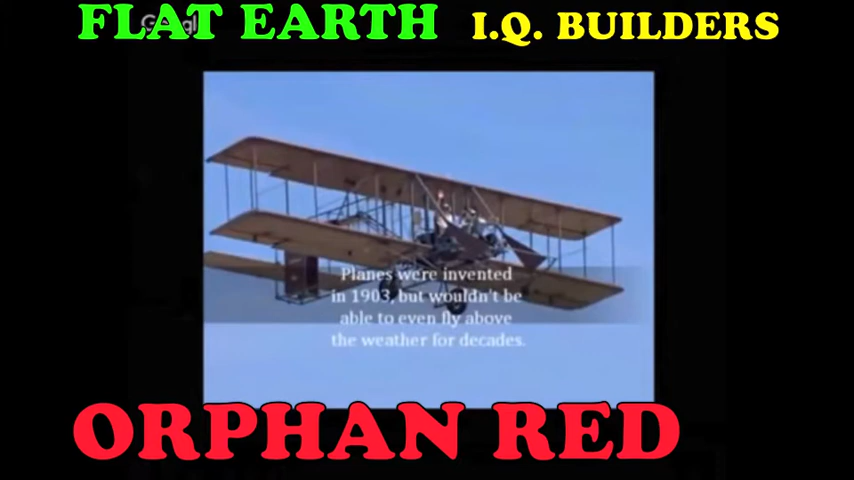 FLAT EARTH I.Q. BUILDERS
Google
Planes were invented
in 1903, but wouldn't be
able to even fly above
the weather for decades.
ORPHAN RED